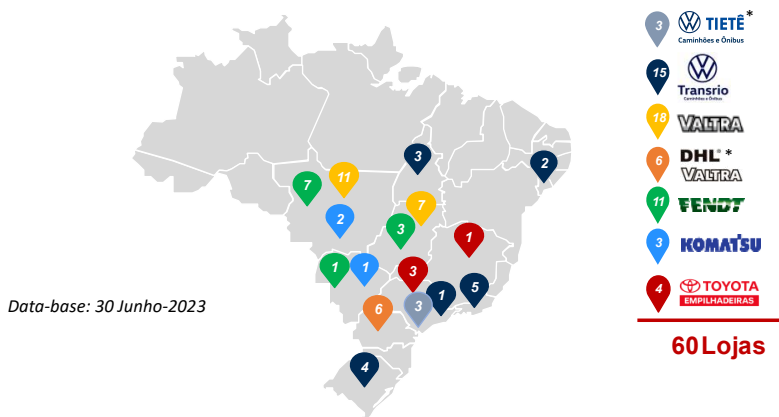 3
TIETÊ*
Caminhões e Ônibus
15
Transrio
Caminhões e Ônibus
18
VALTRA
6
DHL® *
VALTRA
11
FENDT
3
KOMATSU
4
TOYOTA
EMPILHADEIRAS
60 Lojas
3
2
7
11
7
2
3
1
1
1
3
3
1
5
6
4
Data-base: 30 Junho-2023